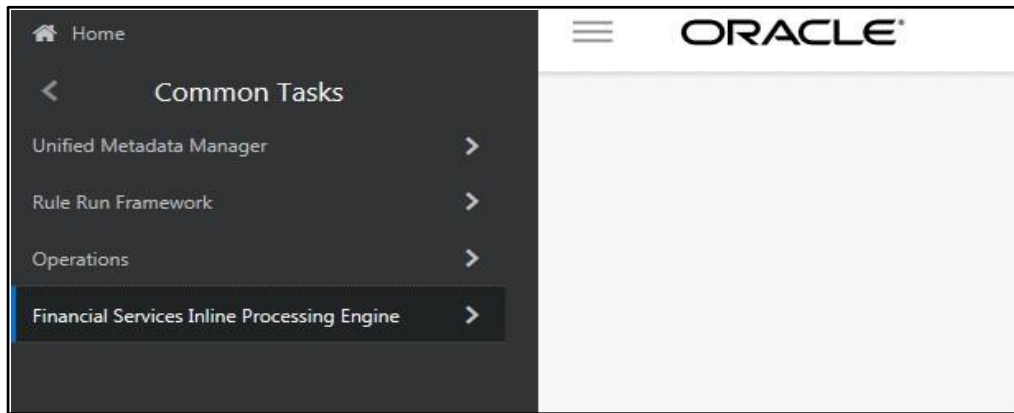 Home
ORACLE®
Common Tasks
Unified Metadata Manager
Rule Run Framework
Operations
Financial Services Inline Processing Engine